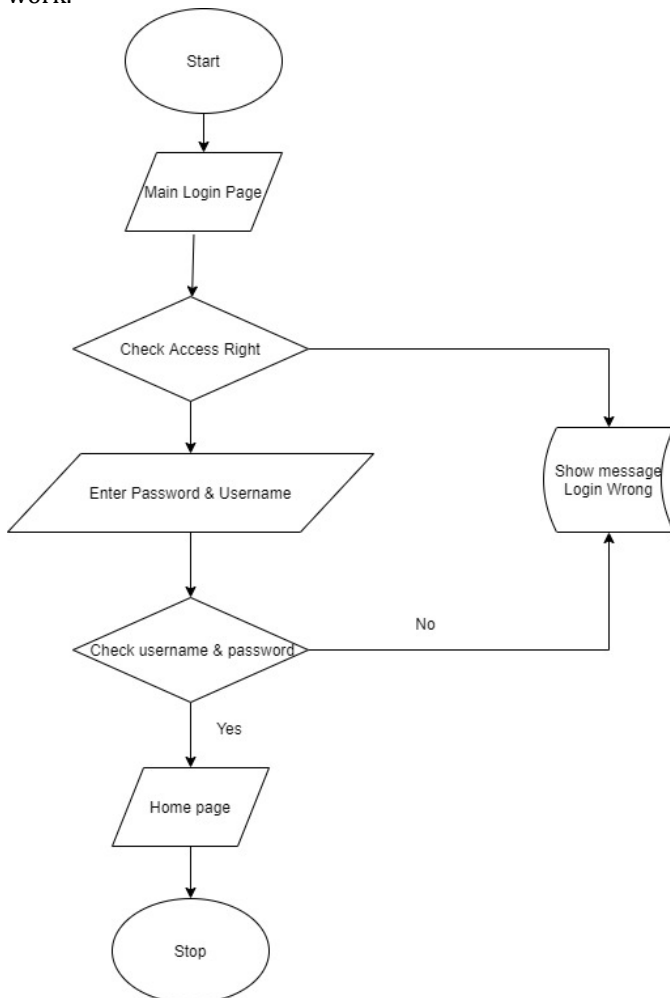 work.
Start
Main Login Page
Check Access Right
Show message
Login Wrong
Enter Password & Username
No
Check username & password
Yes
Home page
Stop